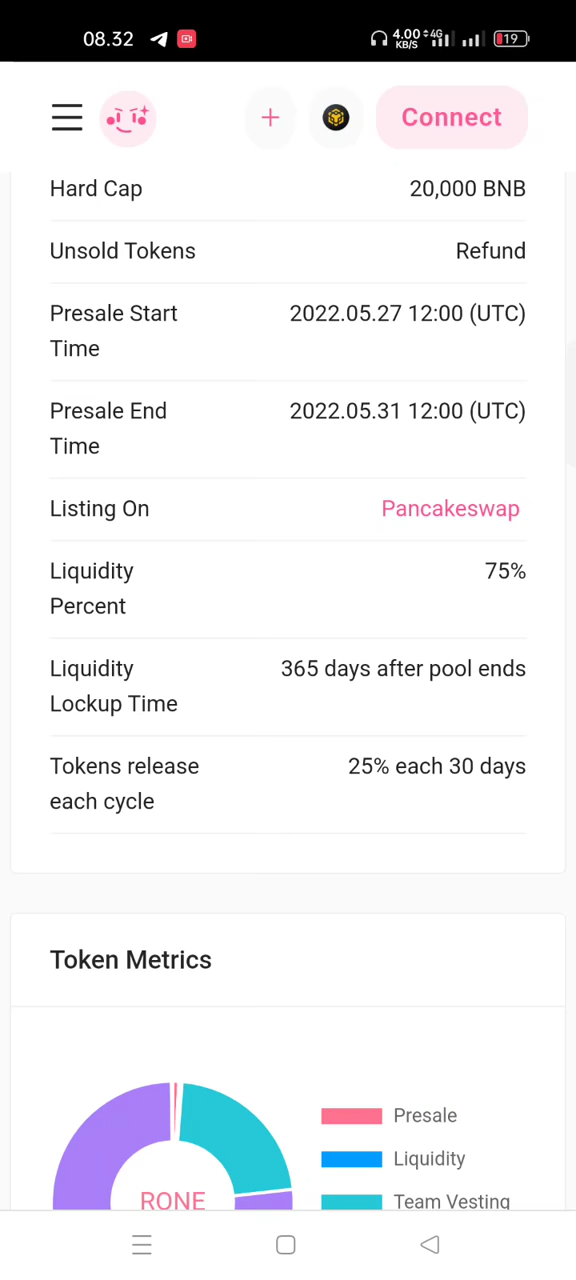 08.32
4.00 KB/S 4G 19
Connect
Hard Cap 20,000 BNB
Unsold Tokens Refund
Presale Start Time 2022.05.27 12:00 (UTC)
Presale End Time 2022.05.31 12:00 (UTC)
Listing On Pancakeswap
Liquidity Percent 75%
Liquidity Lockup Time 365 days after pool ends
Tokens release each cycle 25% each 30 days
Token Metrics
Presale
Liquidity
RONE Team Vesting